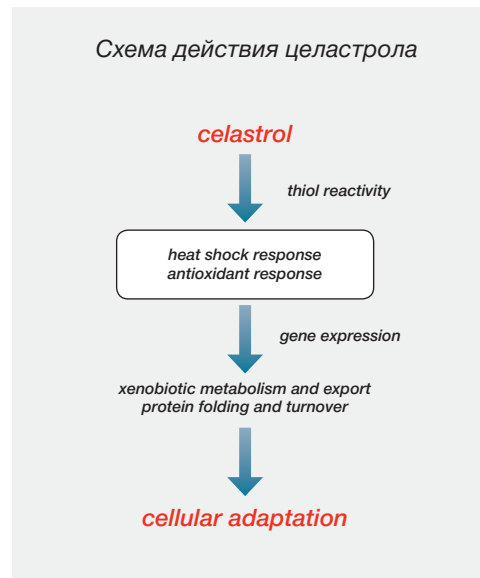 Схема действия целастрола
celastrol
thiol reactivity
heat shock response
antioxidant response
gene expression
xenobiotic metabolism and export
protein folding and turnover
cellular adaptation